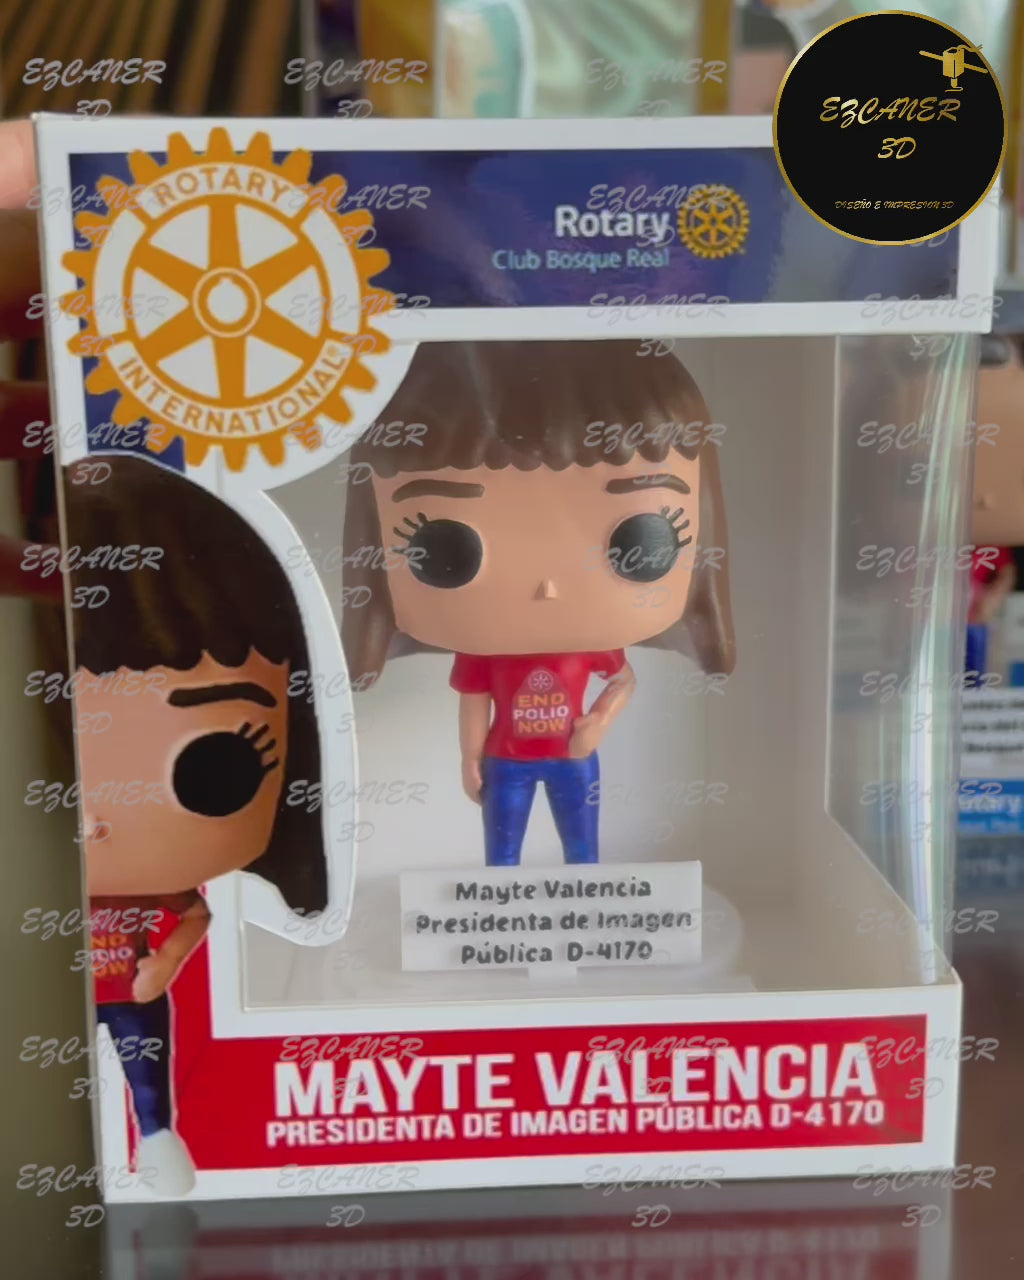 EZCANER
3D
DISEÑO E IMPRESION 3D
ROTARY
INTERNATIONAL
Rotary
Club Bosque Real
END
POLIO
NOW
Mayte Valencia
Presidenta de Imagen
Pública D-4170
MAYTE VALENCIA
PRESIDENTA DE IMAGEN PÚBLICA D-4170